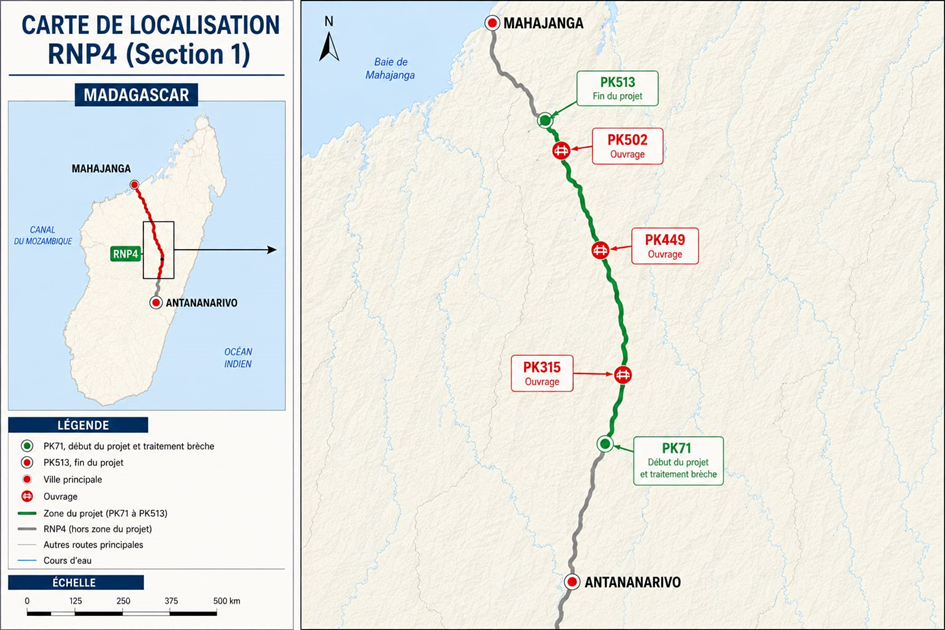 CARTE DE LOCALISATION
RNP4 (Section 1)
MADAGASCAR
MAHAJANGA
CANAL
DU MOZAMBIQUE
RNP4
ANTANANARIVO
OCÉAN
INDIEN
LÉGENDE
PK71, début du projet et traitement brèche
PK513, fin du projet
Ville principale
Ouvrage
Zone du projet (PK71 à PK513)
RNP4 (hors zone du projet)
Autres routes principales
Cours d'eau
ÉCHELLE
0 125 250 375 500 km
N
MAHAJANGA
Baie de
Mahajanga
PK513
Fin du projet
PK502
Ouvrage
PK449
Ouvrage
PK315
Ouvrage
PK71
Début du projet
et traitement brèche
ANTANANARIVO